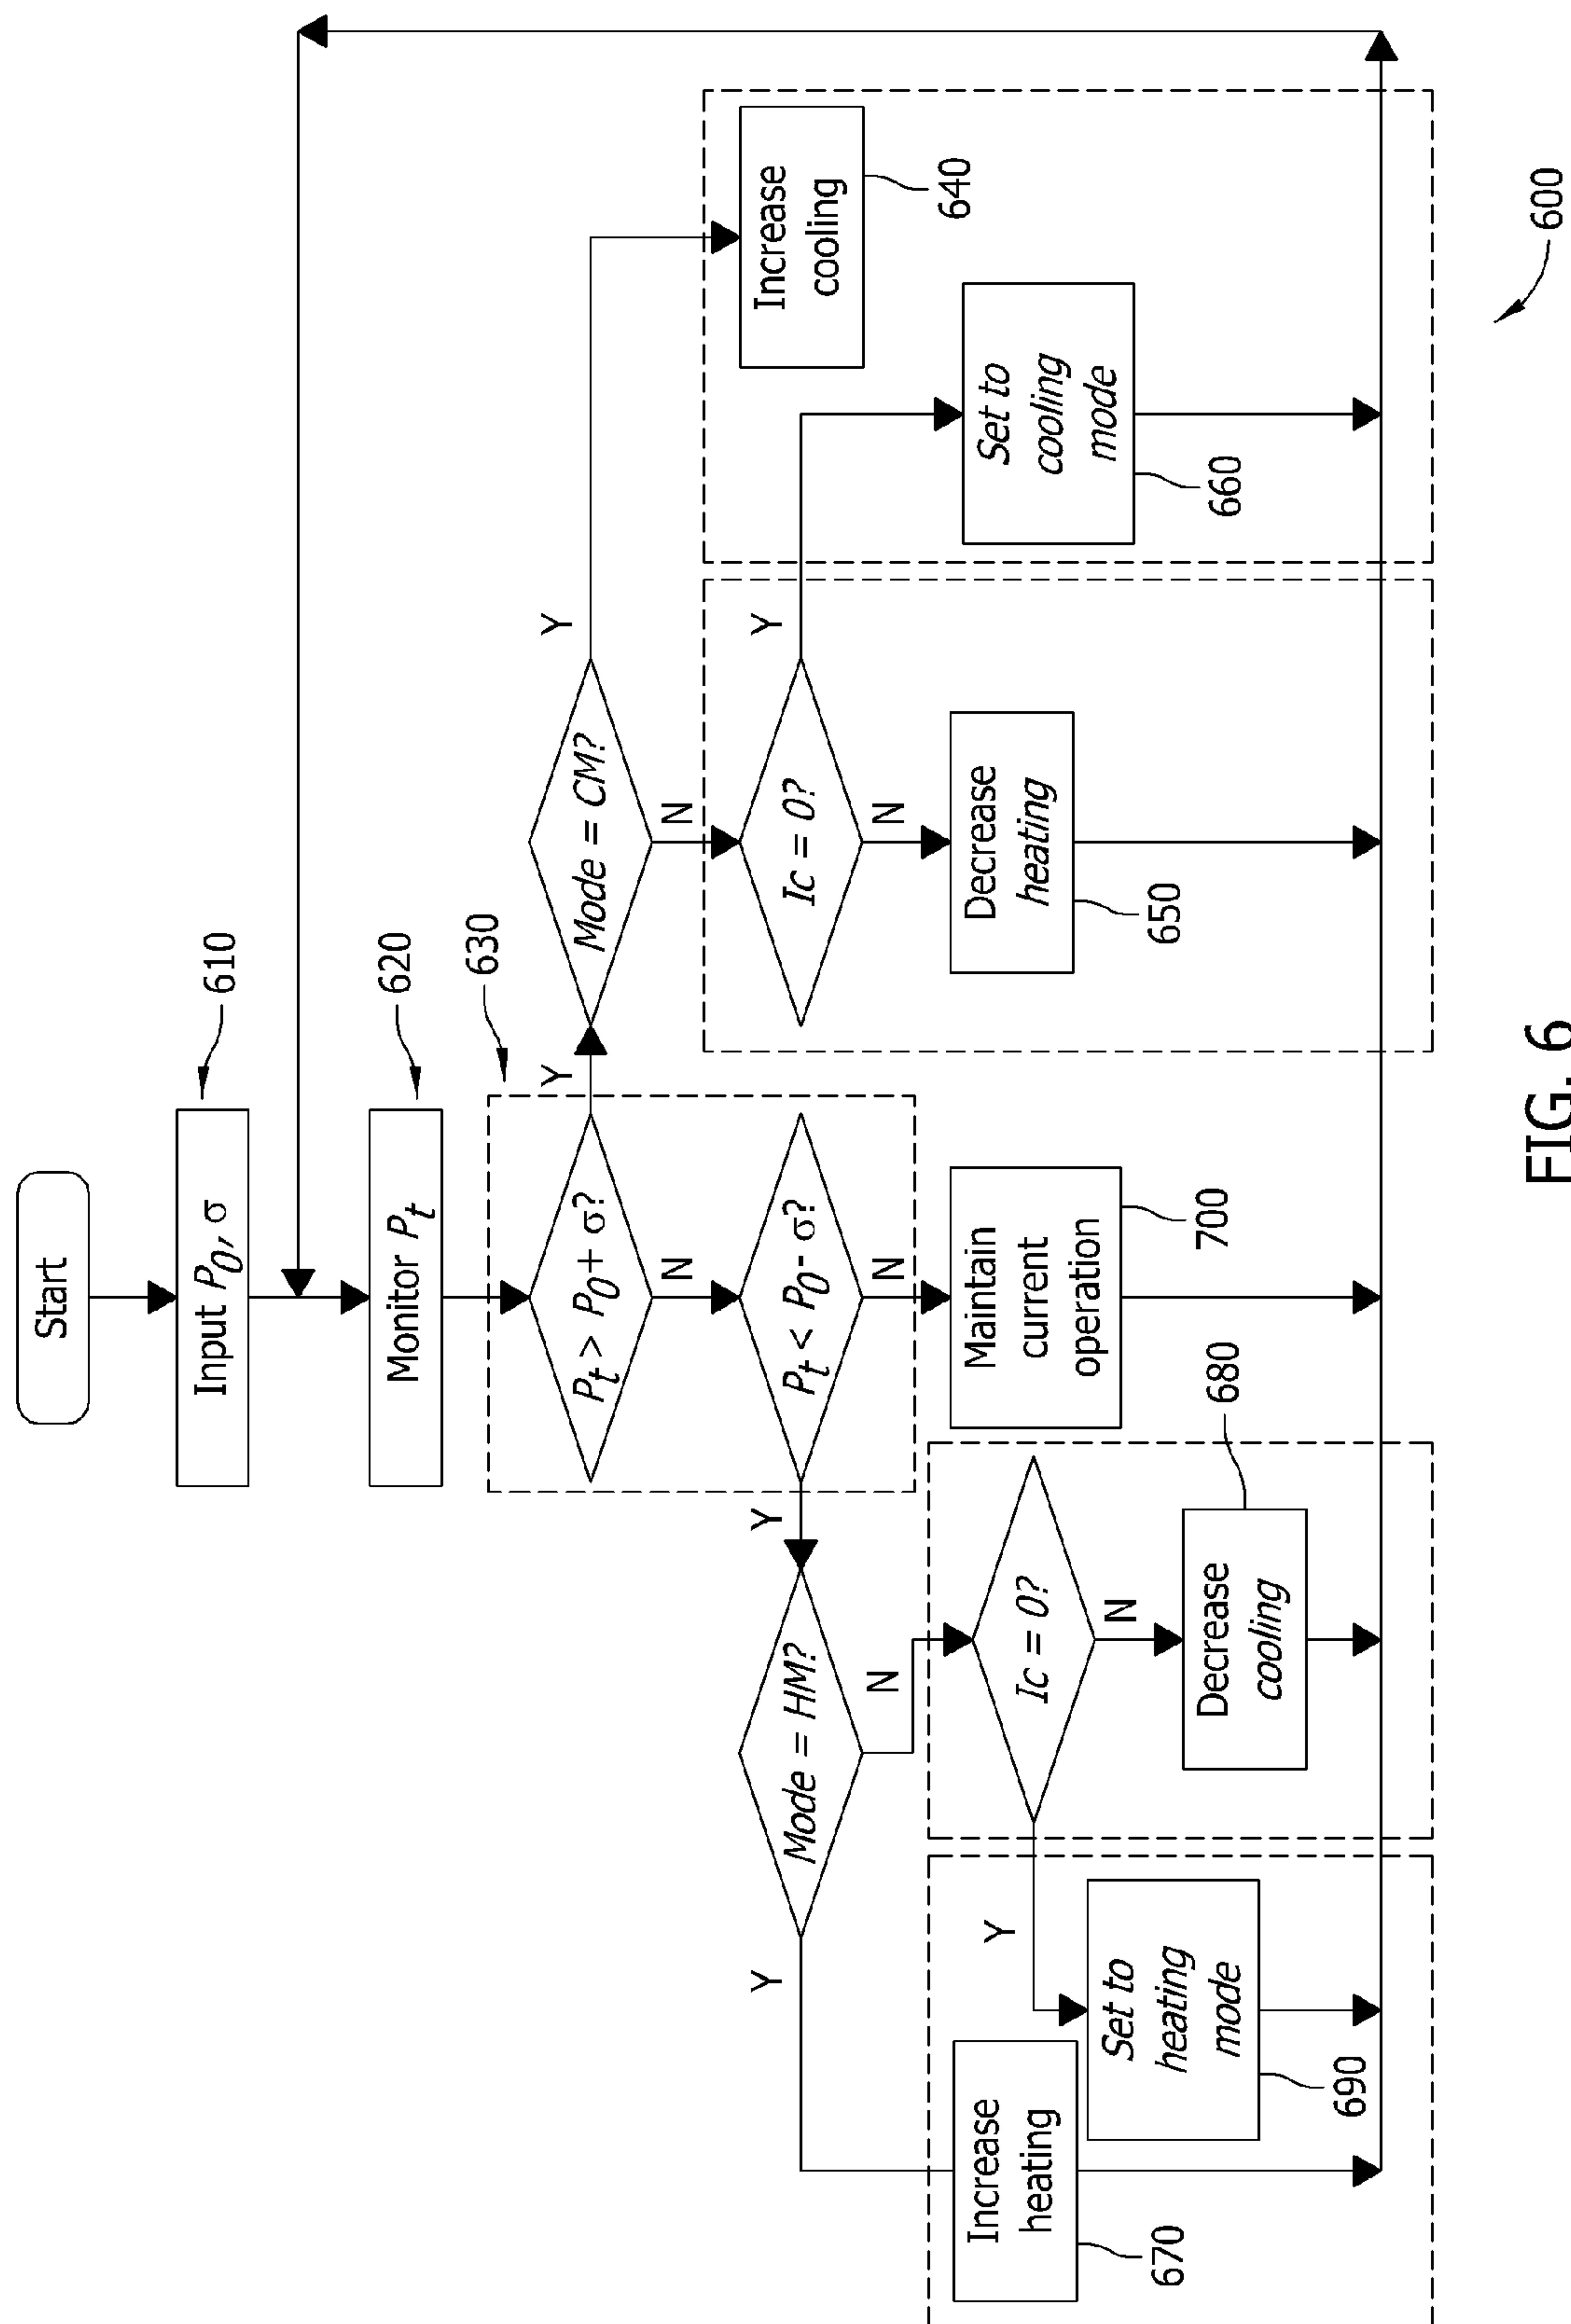 Start
Input P0, σ
610
Monitor Pt
620
630
Pt > P0 + σ?
Y
N
Mode = CM?
Y
N
Pt < P0 - σ?
Y
N
Ic = 0?
Y
N
Increase
cooling
640
Mode = HM?
Y
N
Maintain
current
operation
700
Decrease
heating
650
Set to
cooling
mode
660
Ic = 0?
Y
N
Increase
heating
670
Set to
heating
mode
690
Decrease
cooling
680
600
FIG. 6